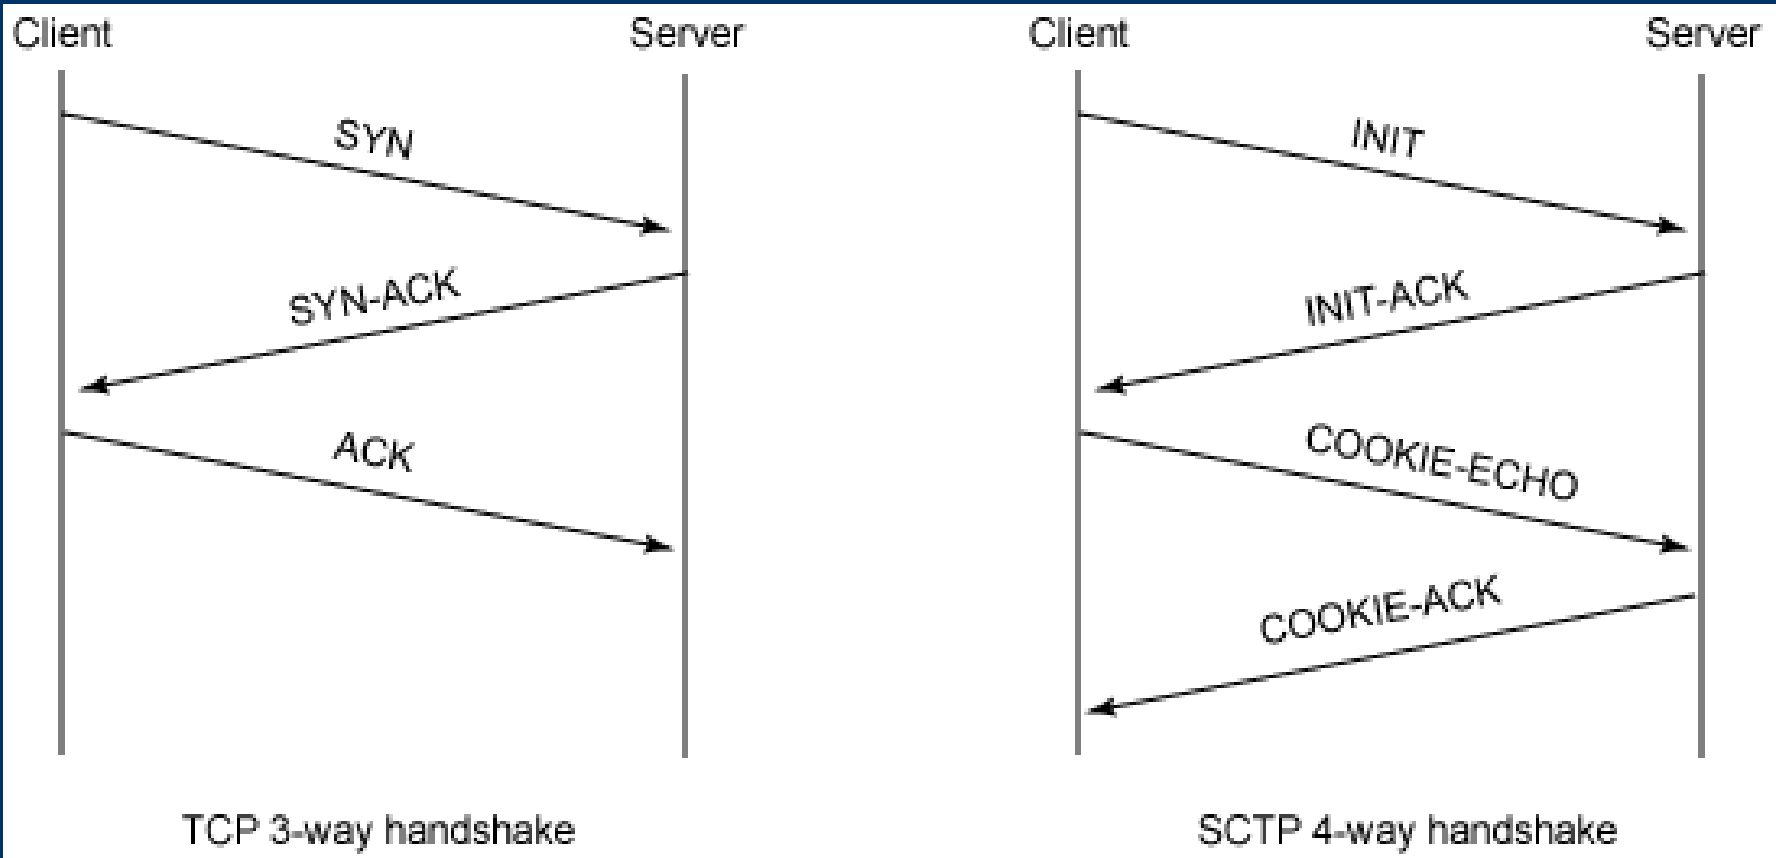 Client
Server
SYN
SYN-ACK
ACK
TCP 3-way handshake
Client
Server
INIT
INIT-ACK
COOKIE-ECHO
COOKIE-ACK
SCTP 4-way handshake